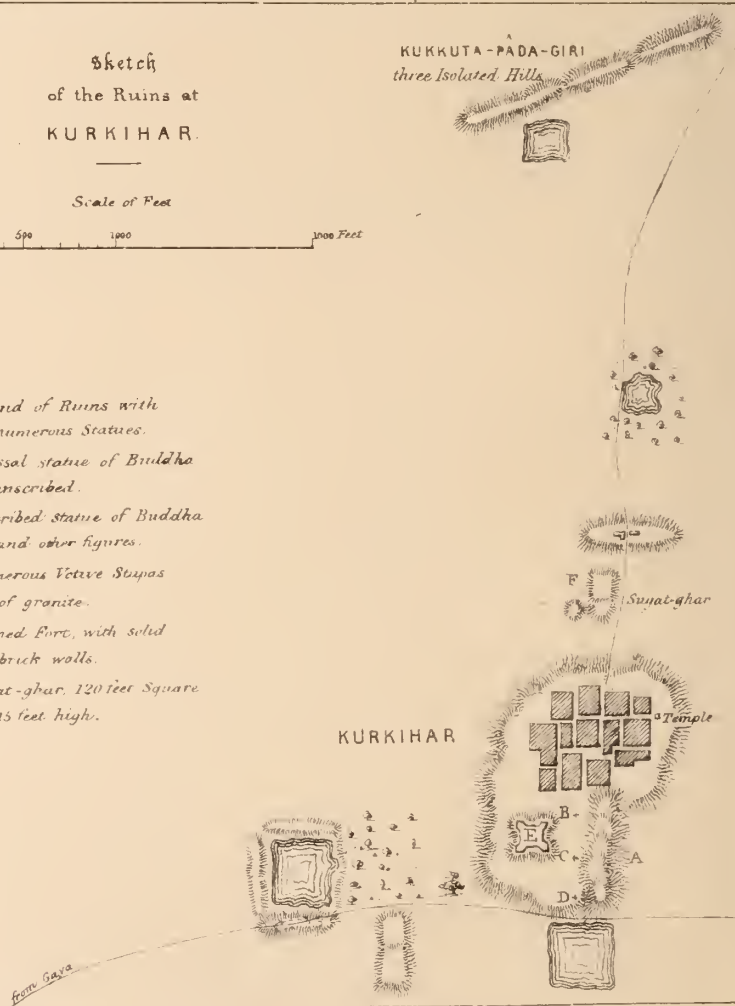 Sketch
of the Ruins at
KURKIHAR.
Scale of Feet
500 1000 1000 Feet
KUKKUTA-PÂDA-GIRI
three Isolated Hills
nd of Ruins with
numerous Statues.
ssal statue of Buddha
nscribed.
ribed statue of Buddha
and other figures.
nerous Votive Stupas
of granite.
ned Fort, with solid
brick walls.
at-ghar, 120 feet Square
15 feet high.
F
Sugat-ghar
Temple
KURKIHAR
B
E
C
A
D
from Gaya